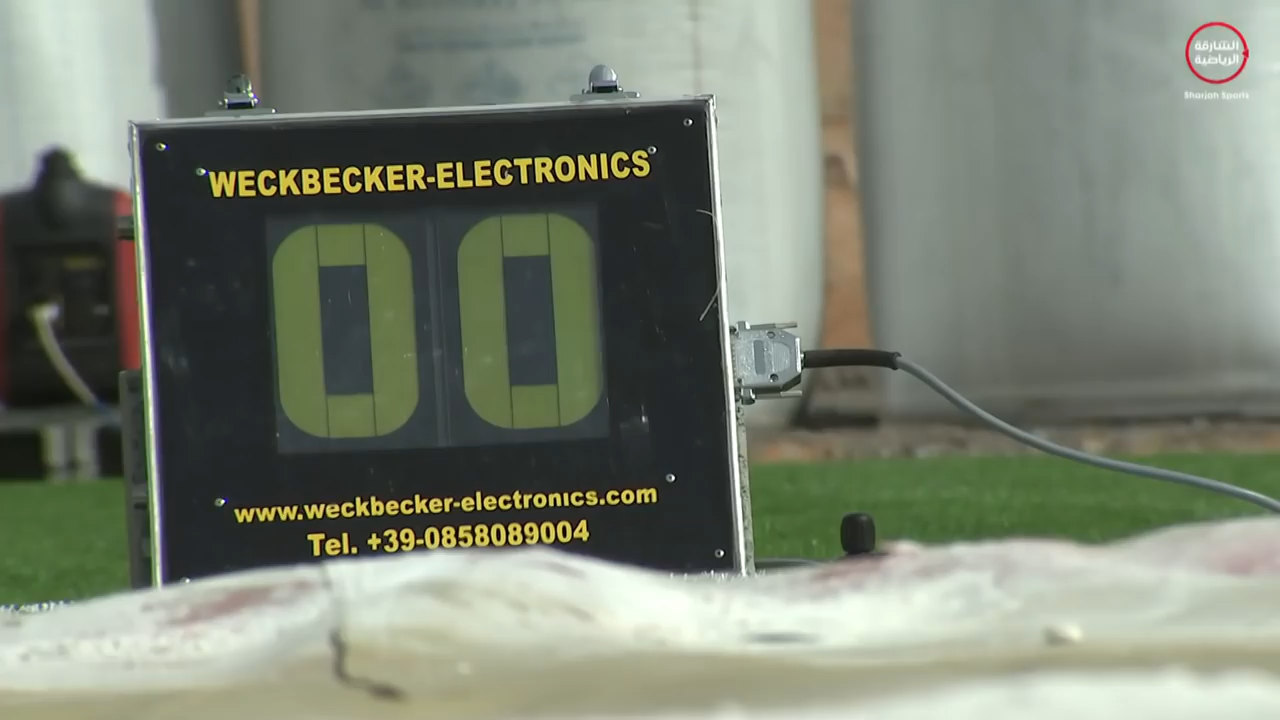 الشارقة
الرياضية
Sharjah Sports
WECKBECKER-ELECTRONICS
00
www.weckbecker-electronics.com
Tel. +39-0858089004